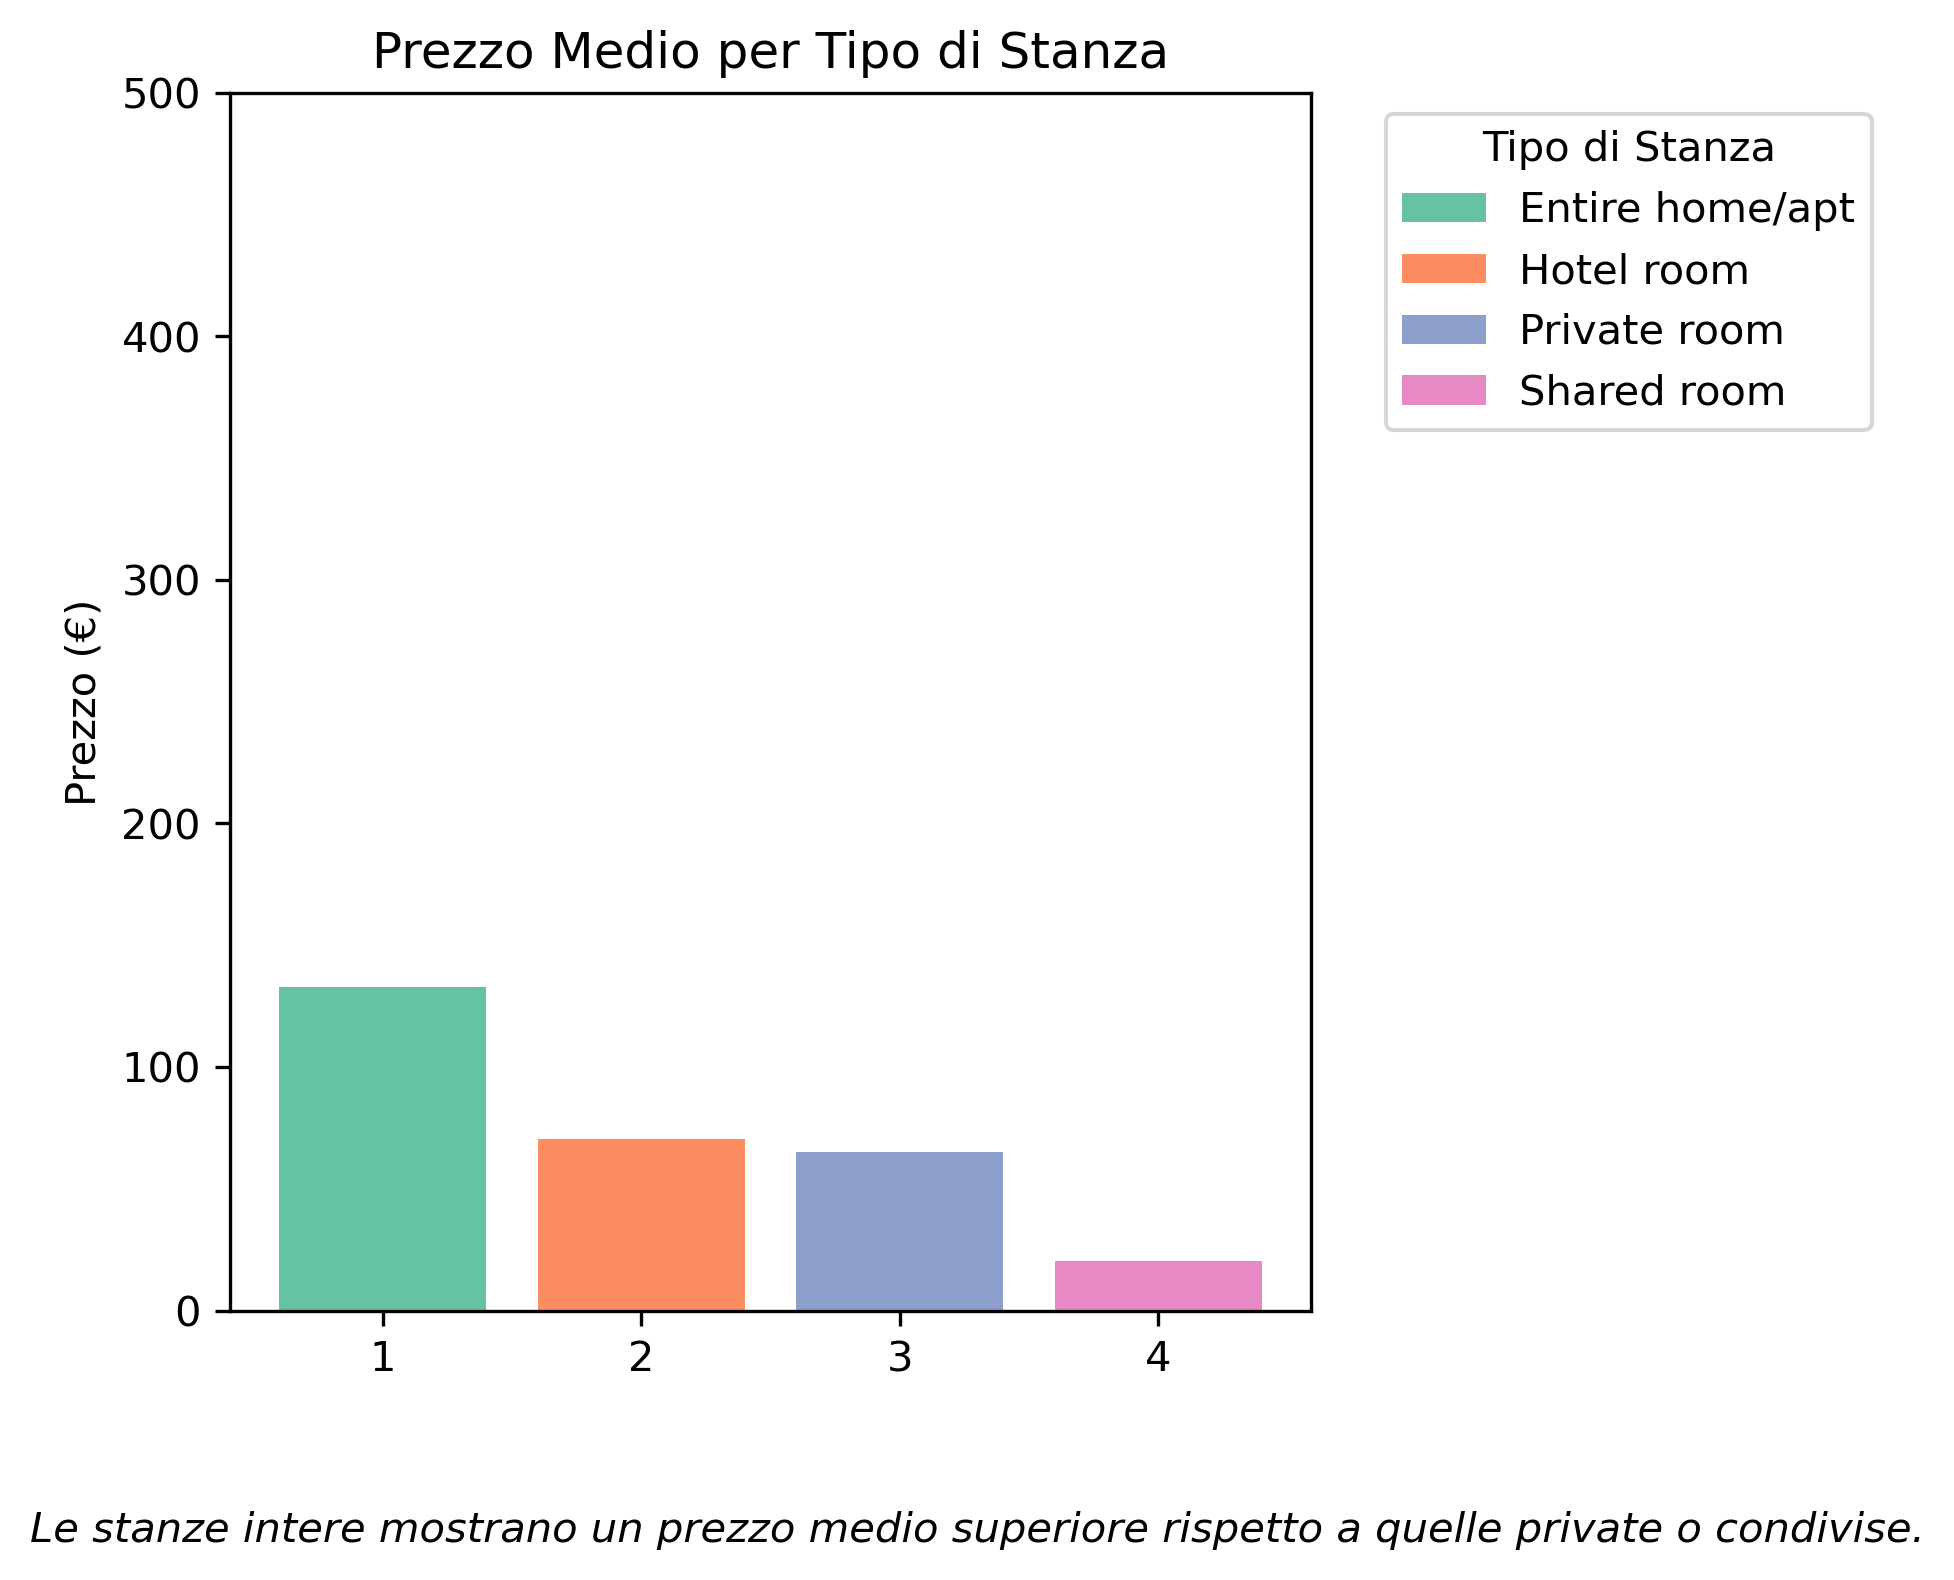 Prezzo Medio per Tipo di Stanza
500
400
300
200
100
0
Prezzo (€)
1
2
3
4
Tipo di Stanza
Entire home/apt
Hotel room
Private room
Shared room
Le stanze intere mostrano un prezzo medio superiore rispetto a quelle private o condivise.